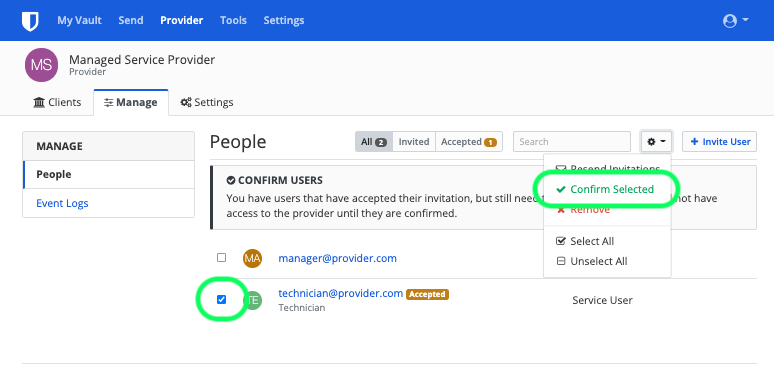 My Vault Send Provider Tools Settings
MS Managed Service Provider
Provider
Clients Manage Settings
MANAGE
People
Event Logs
People All 2 Invited Accepted 1 Search + Invite User
Resend Invitations
Confirm Selected
Remove
Select All
Unselect All
CONFIRM USERS
You have users that have accepted their invitation, but still need not have
access to the provider until they are confirmed.
MA manager@provider.com
TE technician@provider.com Accepted Service User
Technician